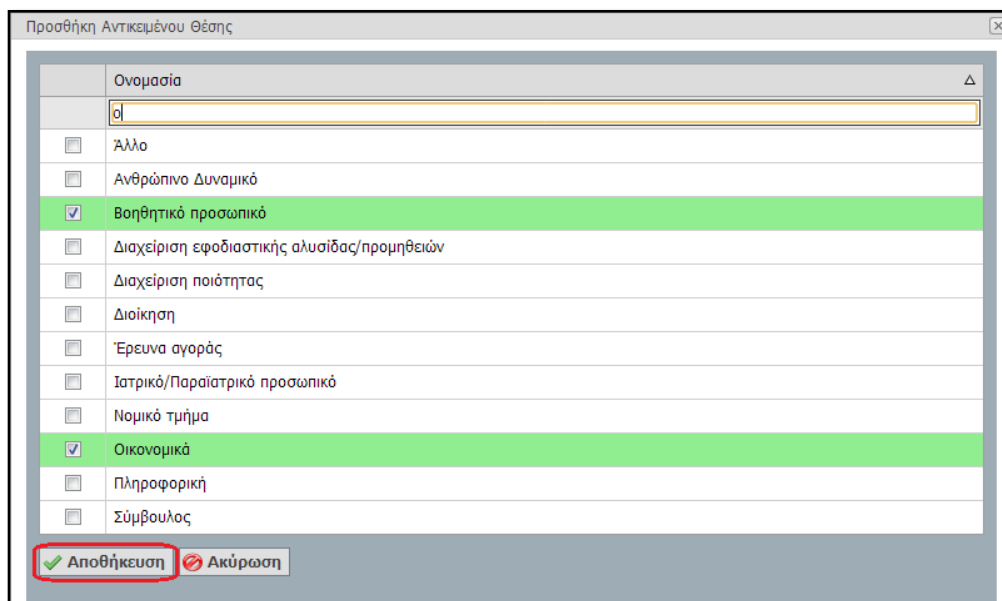 Προσθήκη Αντικειμένου Θέσης
Ονομασία
ο
Άλλο
Ανθρώπινο Δυναμικό
Βοηθητικό προσωπικό
Διαχείριση εφοδιαστικής αλυσίδας/προμηθειών
Διαχείριση ποιότητας
Διοίκηση
Έρευνα αγοράς
Ιατρικό/Παραϊατρικό προσωπικό
Νομικό τμήμα
Οικονομικά
Πληροφορική
Σύμβουλος
Αποθήκευση Ακύρωση